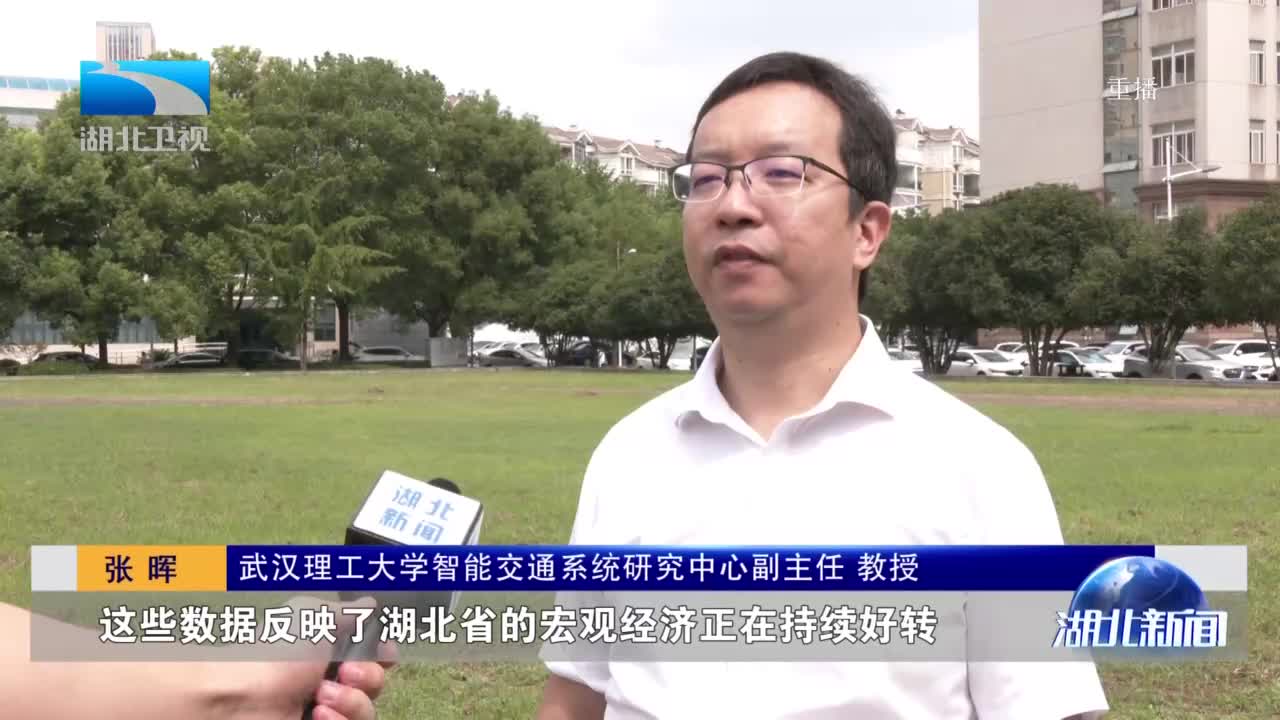 湖北卫视
重播
湖北
新闻
张晖
武汉理工大学智能交通系统研究中心副主任 教授
这些数据反映了湖北省的宏观经济正在持续好转
湖北新闻